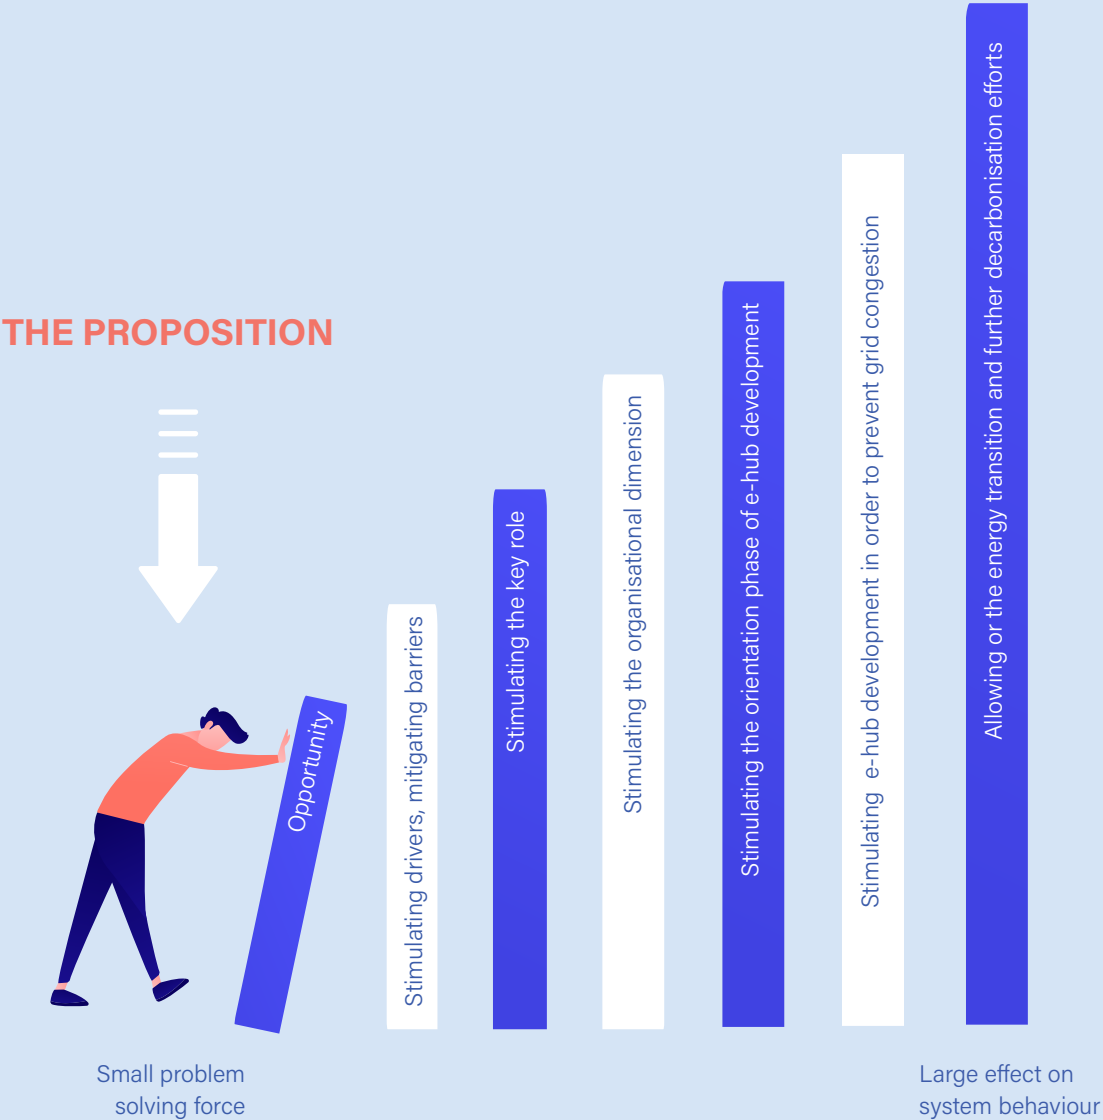 THE PROPOSITION
Opportunity
Stimulating drivers, mitigating barriers
Stimulating the key role
Stimulating the organisational dimension
Stimulating the orientation phase of e-hub development
Stimulating e-hub development in order to prevent grid congestion
Allowing or the energy transition and further decarbonisation efforts
Small problem
solving force
Large effect on
system behaviour